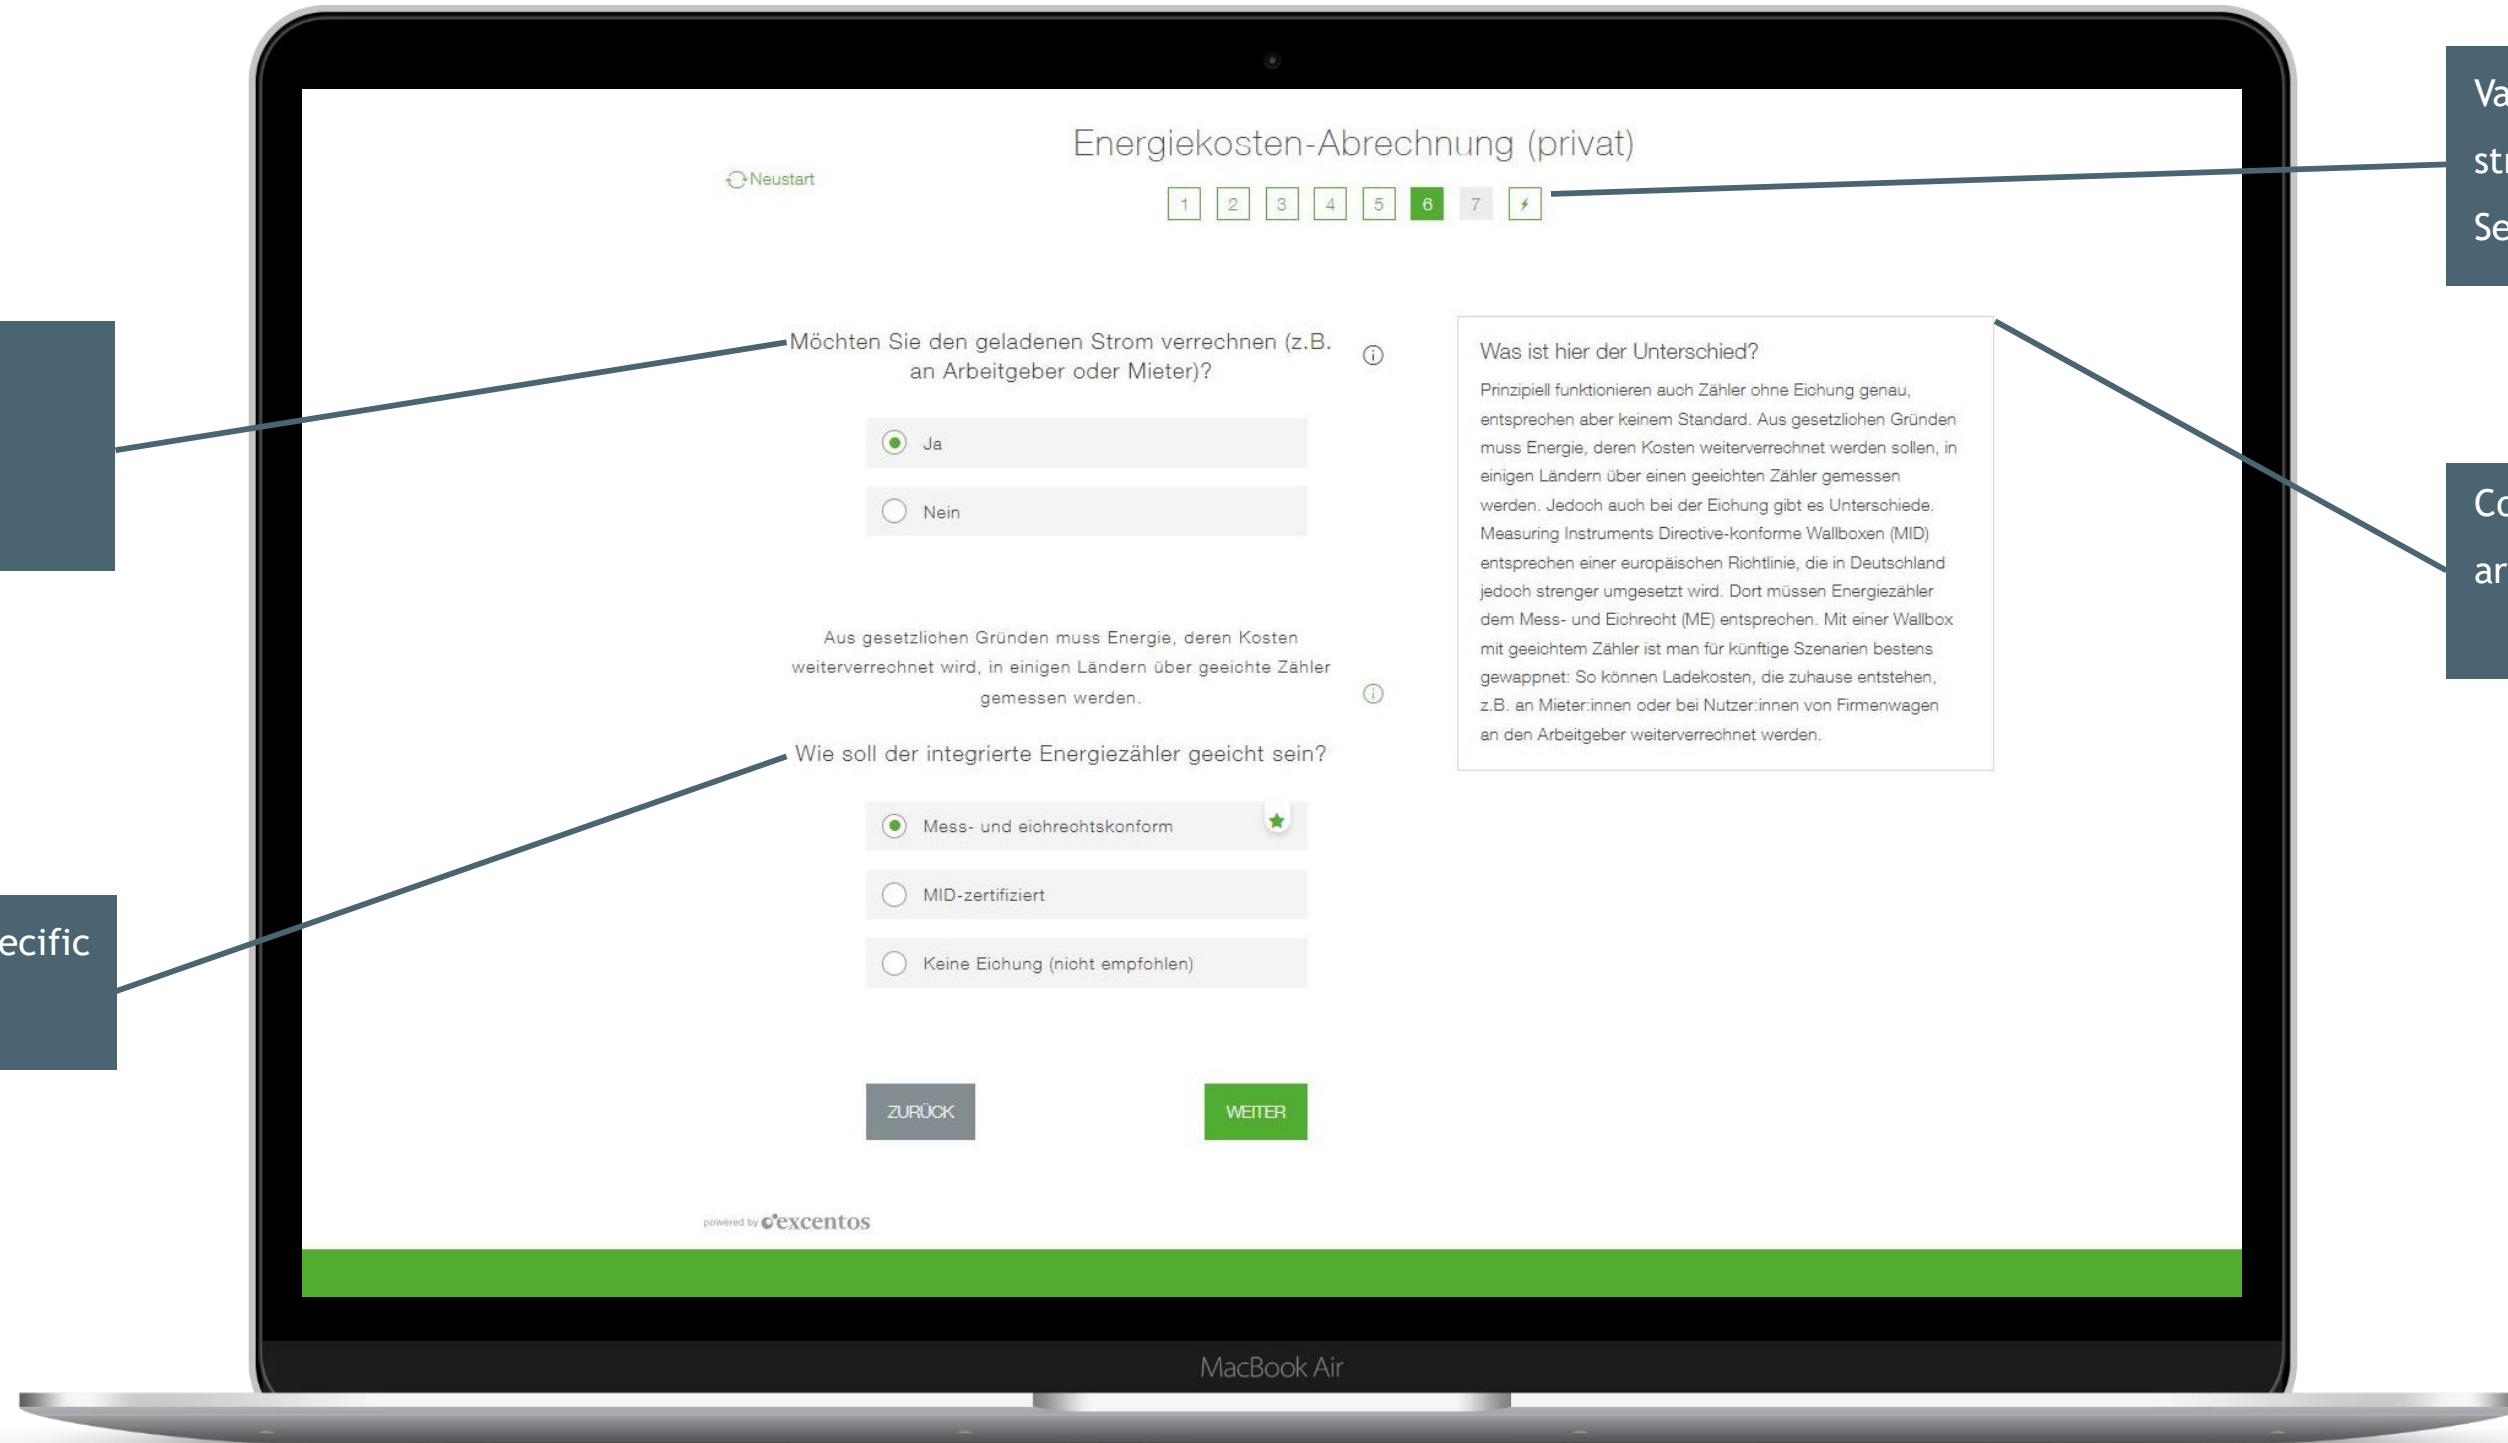 Energiekosten-Abrechnung (privat)
Neustart
1 2 3 4 5 6 7
Möchten Sie den geladenen Strom verrechnen (z.B.
an Arbeitgeber oder Mieter)?
Ja
Nein
Aus gesetzlichen Gründen muss Energie, deren Kosten
weiterverrechnet wird, in einigen Ländern über geeichte Zähler
gemessen werden.
Wie soll der integrierte Energiezähler geeicht sein?
Mess- und eichrechtskonform
MID-zertifiziert
Keine Eichung (nicht empfohlen)
ZURÜCK
WEITER
Was ist hier der Unterschied?
Prinzipiell funktionieren auch Zähler ohne Eichung genau,
entsprechen aber keinem Standard. Aus gesetzlichen Gründen
muss Energie, deren Kosten weiterverrechnet werden sollen, in
einigen Ländern über einen geeichten Zähler gemessen
werden. Jedoch auch bei der Eichung gibt es Unterschiede.
Measuring Instruments Directive-konforme Wallboxen (MID)
entsprechen einer europäischen Richtlinie, die in Deutschland
jedoch strenger umgesetzt wird. Dort müssen Energiezähler
dem Mess- und Eichrecht (ME) entsprechen. Mit einer Wallbox
mit geeichtem Zähler ist man für künftige Szenarien bestens
gewappnet: So können Ladekosten, die zuhause entstehen,
z.B. an Mieter:innen oder bei Nutzer:innen von Firmenwagen
an den Arbeitgeber weiterverrechnet werden.
powered by excentos
MacBook Air
ecific
Va
str
Se
Co
ar